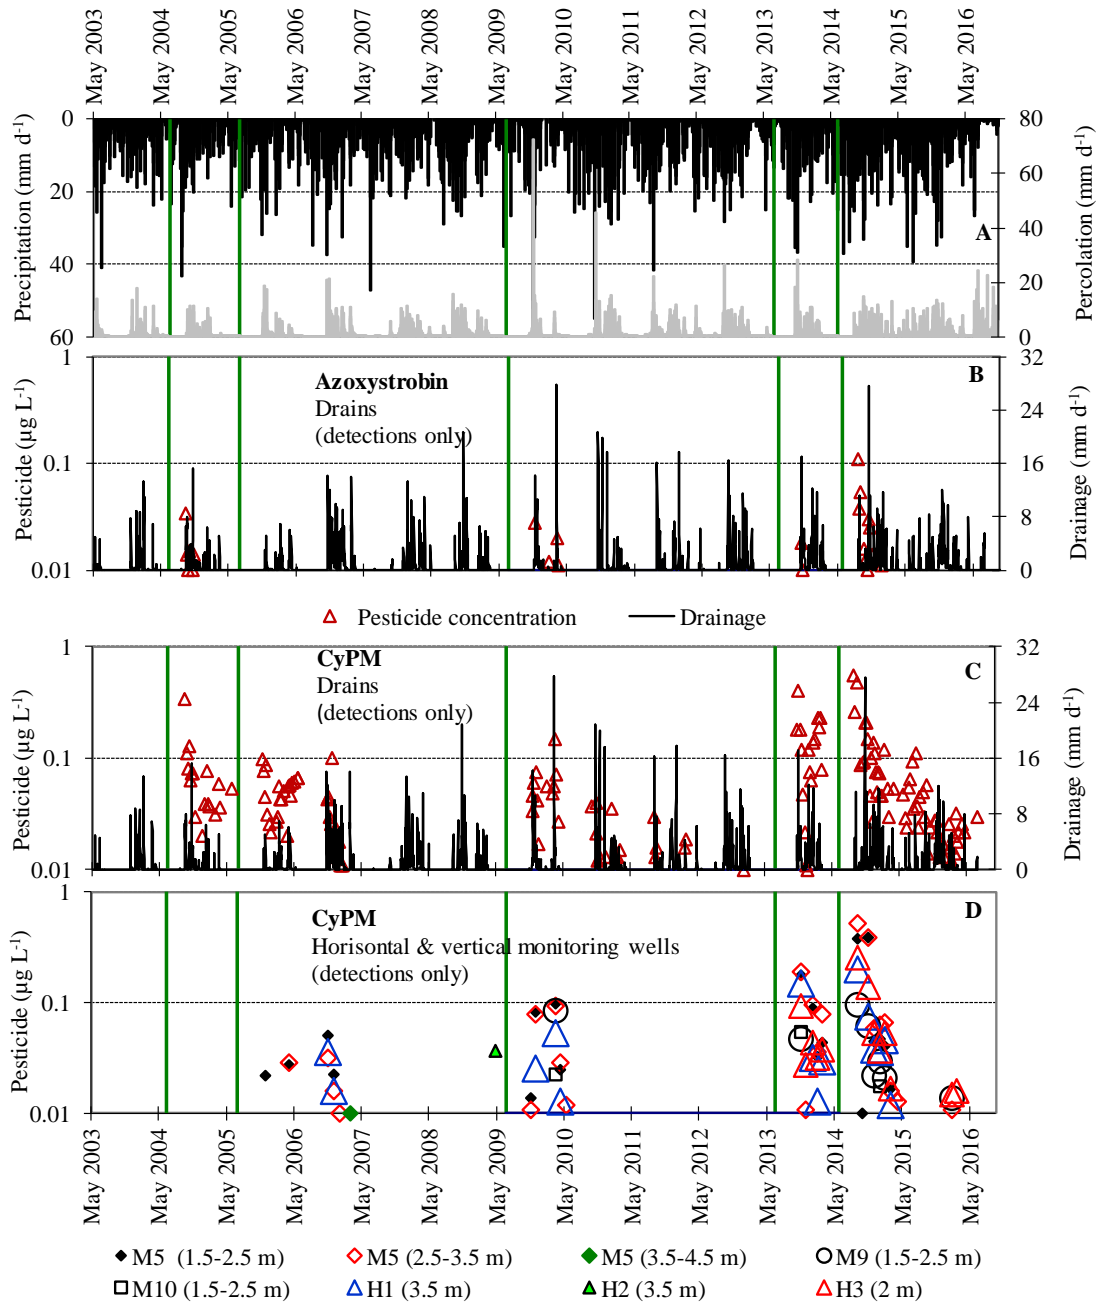 May 2003
May 2004
May 2005
May 2006
May 2007
May 2008
May 2009
May 2010
May 2011
May 2012
May 2013
May 2014
May 2015
May 2016
Precipitation (mm d-1)
0
20
40
60
A
80
60
40
20
0
Percolation (mm d-1)
Pesticide (µg L-1)
1
0.1
0.01
Azoxystrobin
Drains
(detections only)
B
32
24
16
8
0
Drainage (mm d-1)
Pesticide concentration
Drainage
Pesticide (µg L-1)
1
0.1
0.01
CyPM
Drains
(detections only)
C
32
24
16
8
0
Drainage (mm d-1)
Pesticide (µg L-1)
1
0.1
0.01
CyPM
Horisontal & vertical monitoring wells
(detections only)
D
May 2003
May 2004
May 2005
May 2006
May 2007
May 2008
May 2009
May 2010
May 2011
May 2012
May 2013
May 2014
May 2015
May 2016
M5 (1.5-2.5 m)
M5 (2.5-3.5 m)
M5 (3.5-4.5 m)
M9 (1.5-2.5 m)
M10 (1.5-2.5 m)
H1 (3.5 m)
H2 (3.5 m)
H3 (2 m)